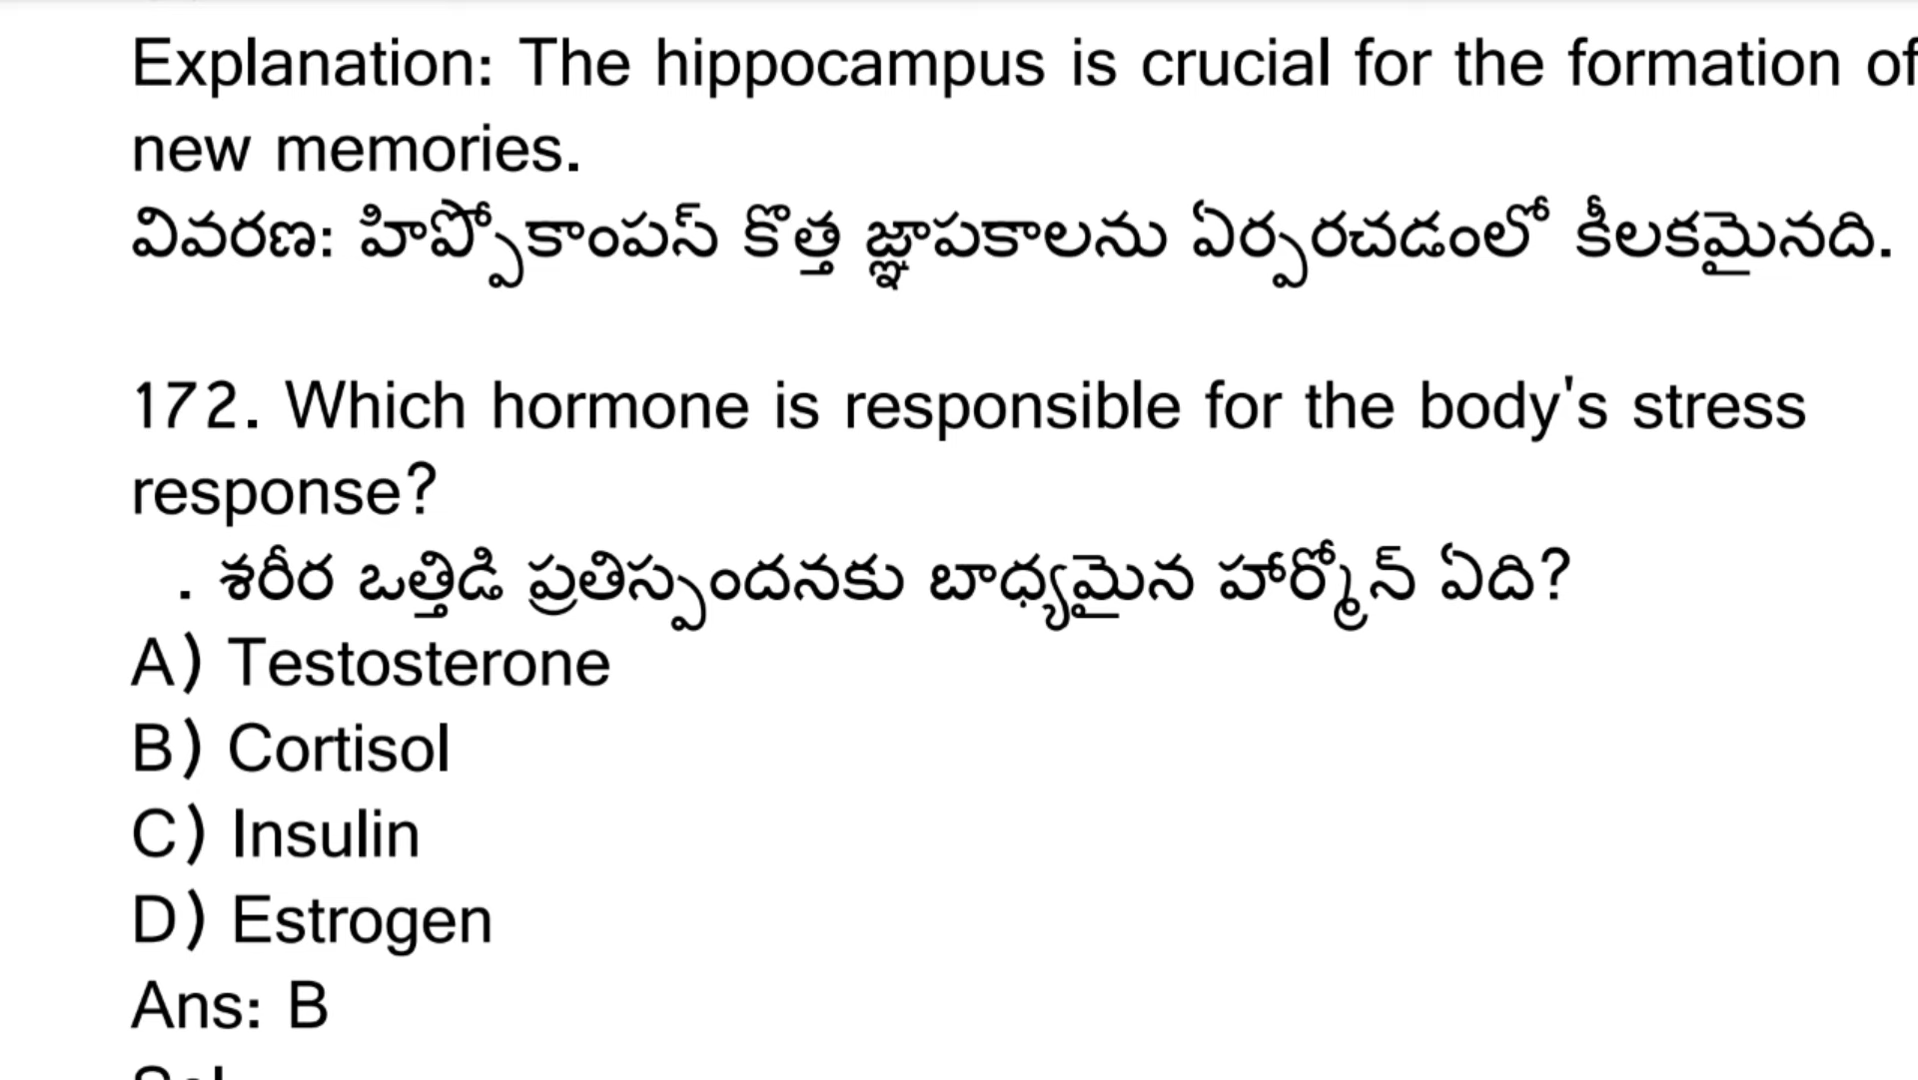 Explanation: The hippocampus is crucial for the formation of
new memories.
వివరణ: హిప్పోకాంపస్ కొత్త జ్ఞాపకాలను ఏర్పరచడంలో కీలకమైనది.
172. Which hormone is responsible for the body's stress
response?
. శరీర ఒత్తిడి ప్రతిస్పందనకు బాధ్యమైన హార్మోన్ ఏది?
A) Testosterone
B) Cortisol
C) Insulin
D) Estrogen
Ans: B